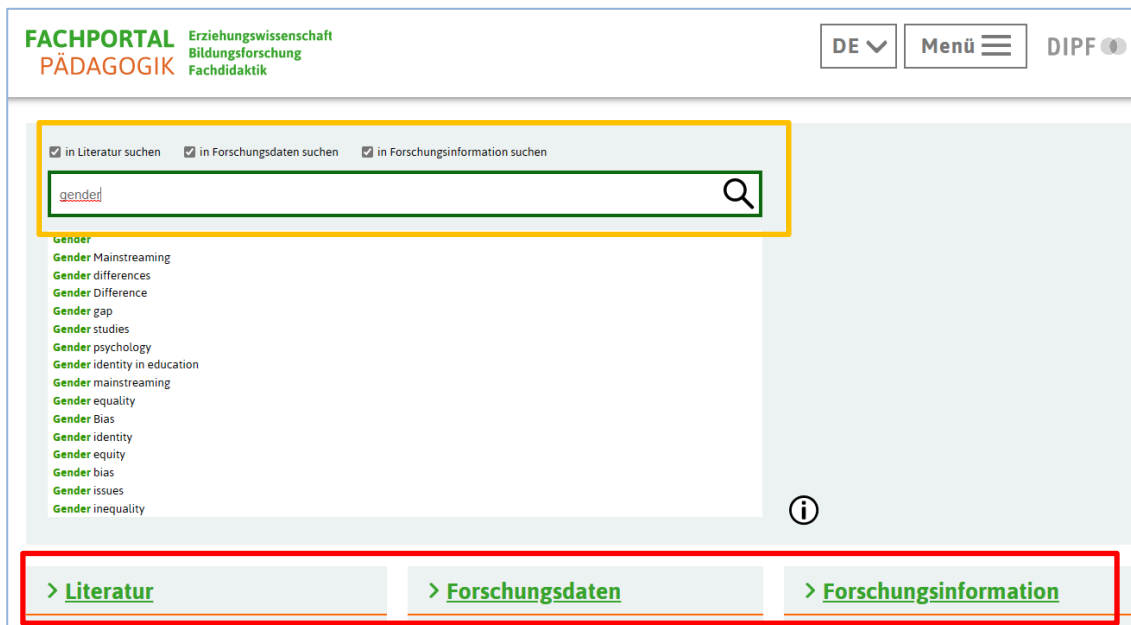 FACHPORTAL
PÄDAGOGIK
Erziehungswissenschaft
Bildungsforschung
Fachdidaktik
DE
Menü
DIPF
in Literatur suchen in Forschungsdaten suchen in Forschungsinformation suchen
gender
Gender
Gender Mainstreaming
Gender differences
Gender Difference
Gender gap
Gender studies
Gender psychology
Gender identity in education
Gender mainstreaming
Gender equality
Gender Bias
Gender identity
Gender equity
Gender bias
Gender issues
Gender inequality
Literatur
Forschungsdaten
Forschungsinformation